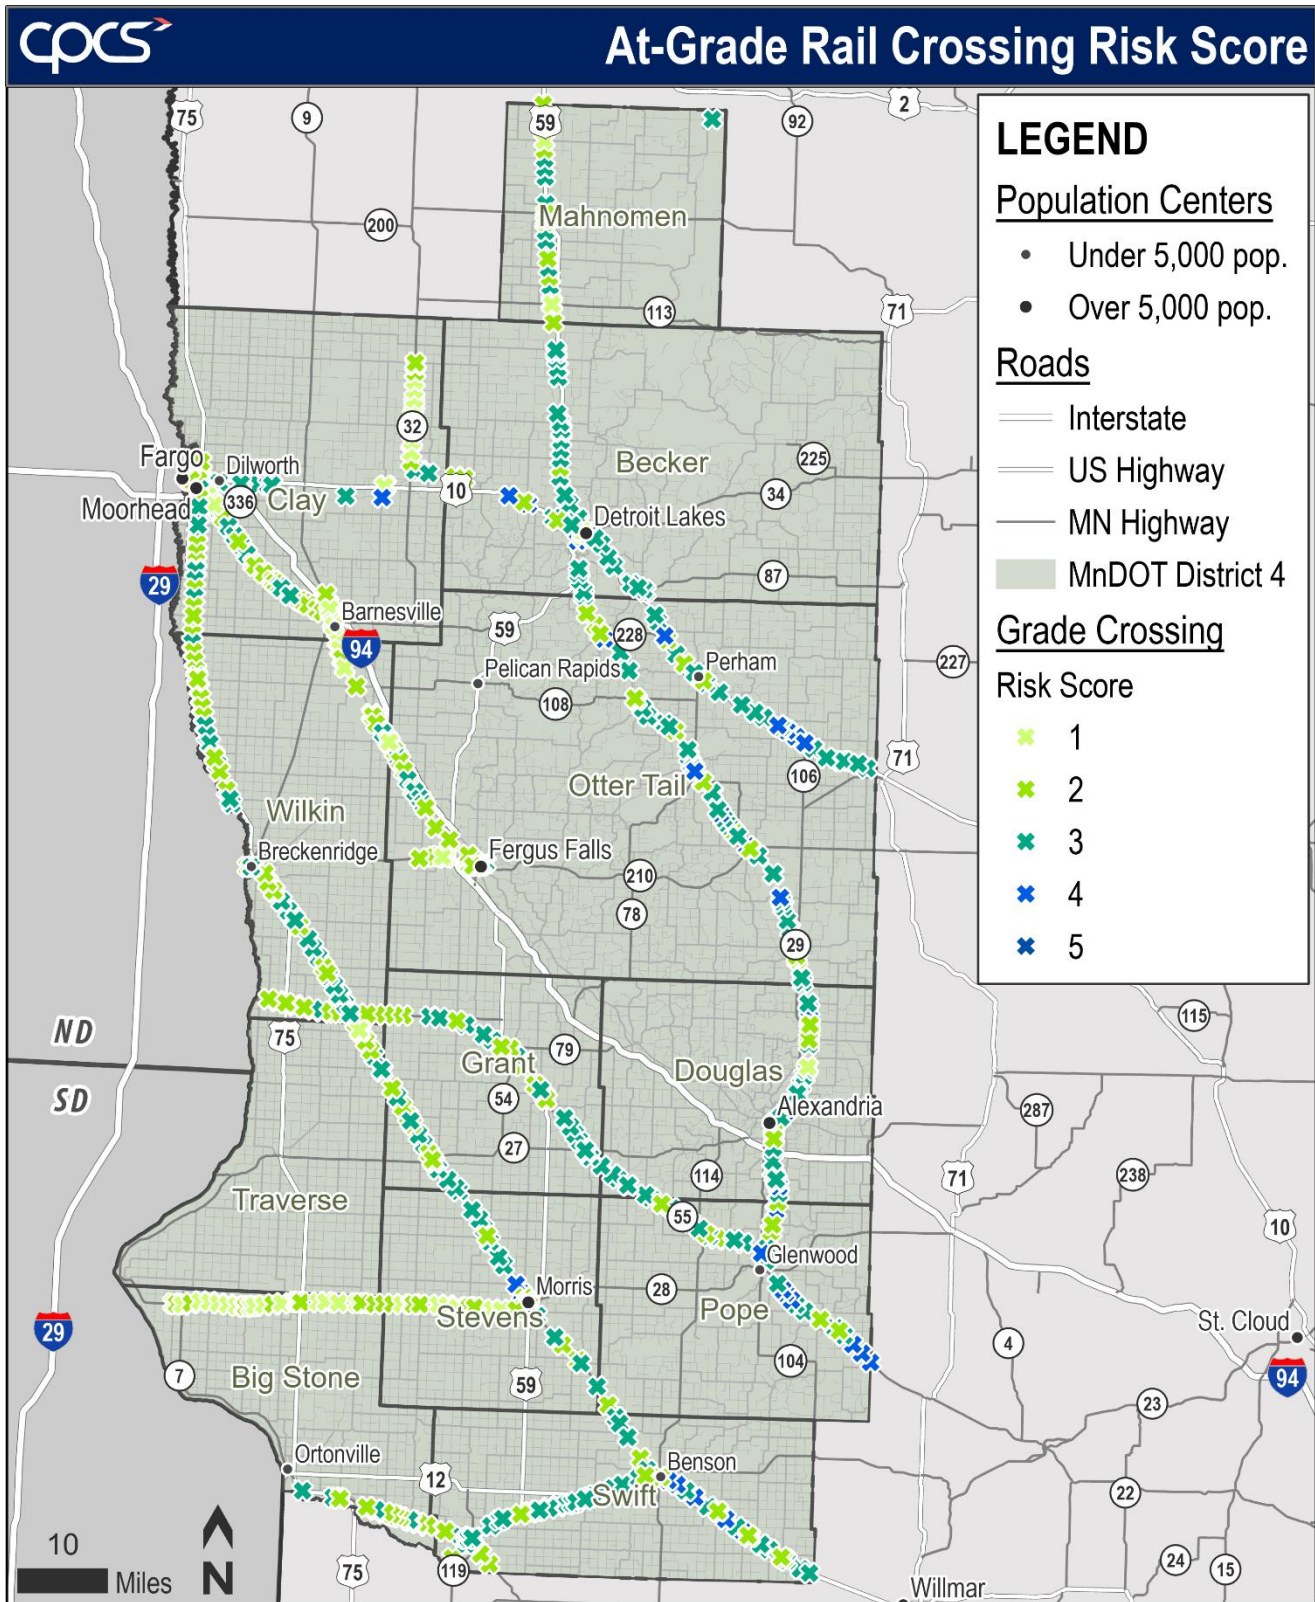 cpcs
At-Grade Rail Crossing Risk Score
LEGEND
Population Centers
Under 5,000 pop.
Over 5,000 pop.
Roads
Interstate
US Highway
MN Highway
MnDOT District 4
Grade Crossing
Risk Score
1
2
3
4
5
75
9
59
92
2
Mahnomen
200
113
71
32
Fargo
Dilworth
Becker
225
10
34
Moorhead
336
Clay
Detroit Lakes
29
87
Barnesville
59
228
94
227
Pelican Rapids
Perham
108
71
106
Otter Tail
Wilkin
Breckenridge
Fergus Falls
210
78
29
ND
75
115
79
Grant
Douglas
SD
54
Alexandria
287
27
114
71
238
Traverse
55
10
Glenwood
28
Morris
Pope
Stevens
29
St. Cloud
4
104
94
7
Big Stone
59
23
Ortonville
12
Benson
Swift
22
10
Miles
N
75
119
24
15
Willmar